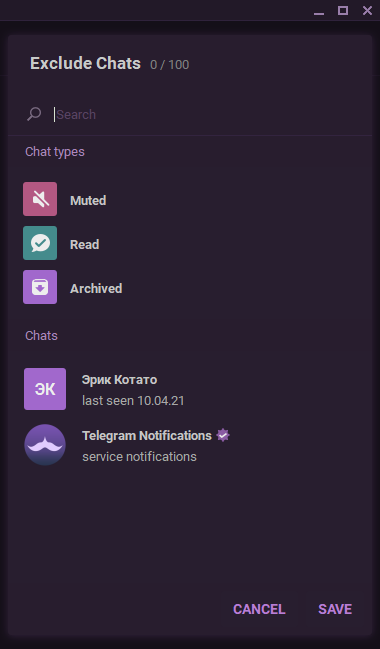 Exclude Chats 0 / 100
Search
Chat types
Muted
Read
Archived
Chats
ЭК
Эрик Котато
last seen 10.04.21
Telegram Notifications
service notifications
CANCEL SAVE